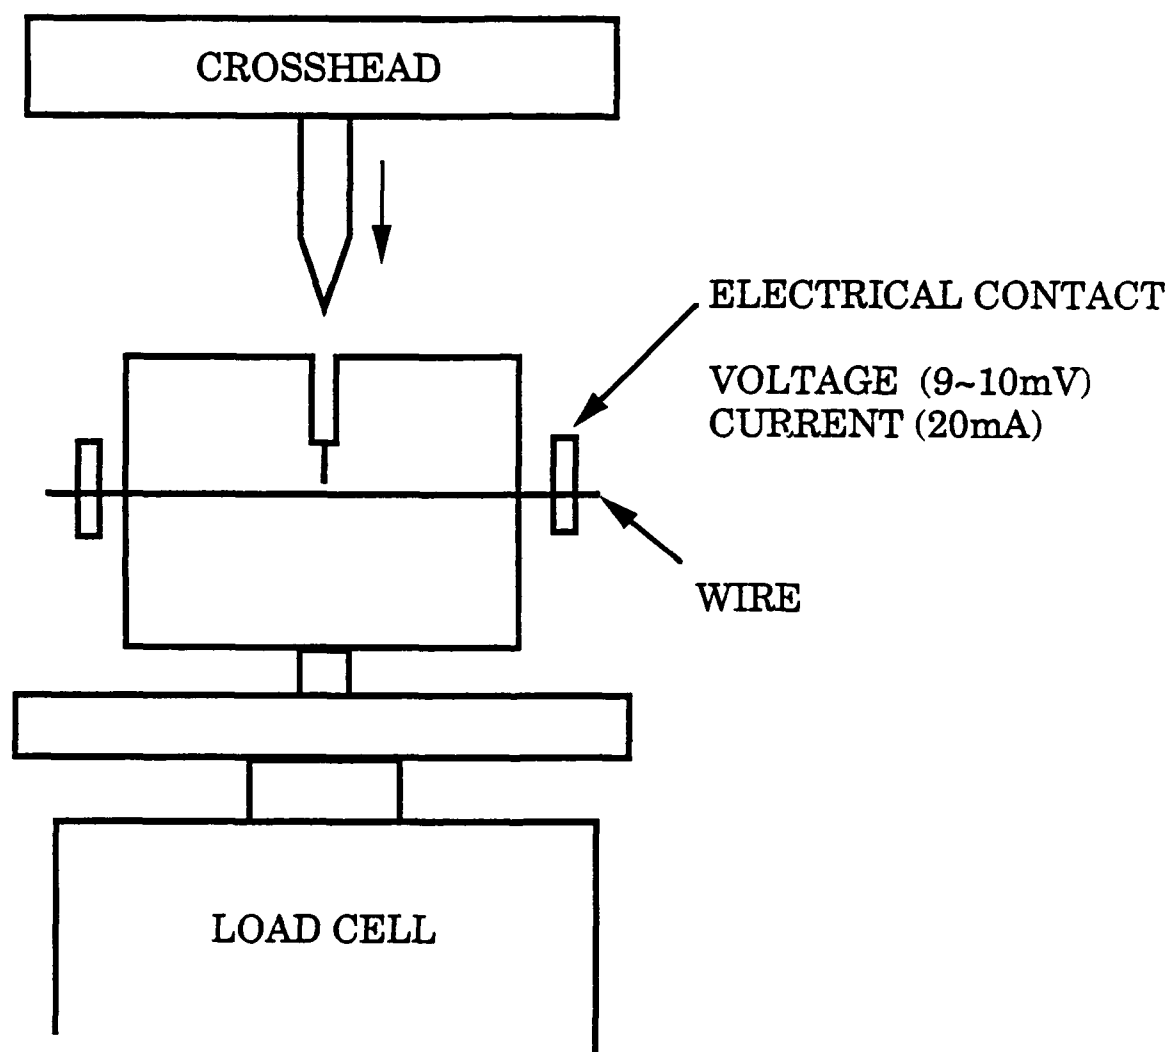 CROSSHEAD
ELECTRICAL CONTACT
VOLTAGE (9~10mV)
CURRENT (20mA)
WIRE
LOAD CELL